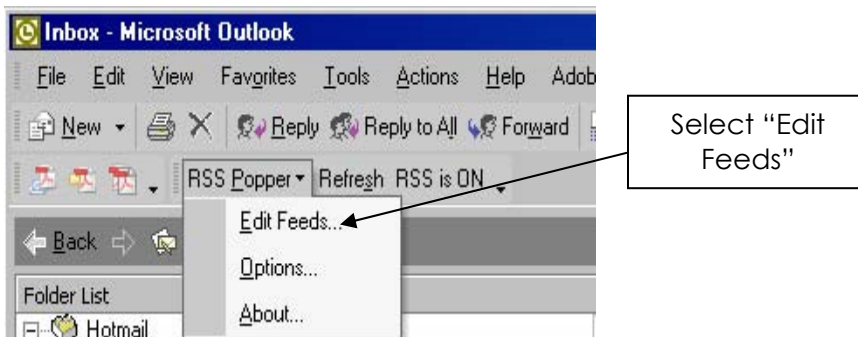 Inbox - Microsoft Outlook
File Edit View Favorites Tools Actions Help Adob
New Reply Reply to All Forward
Select “Edit
Feeds”
RSS Popper Refresh RSS is ON
Edit Feeds...
Back
Options...
Folder List
About...
Hotmail